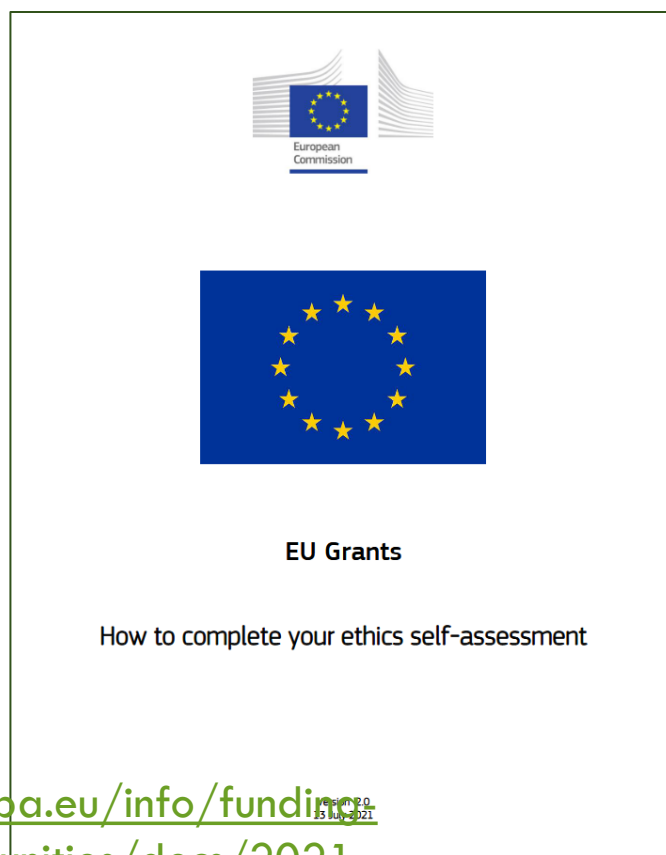 European
Commission
EU Grants
How to complete your ethics self-assessment
Version 2.0
13 July 2021
pa.eu/info/funding-